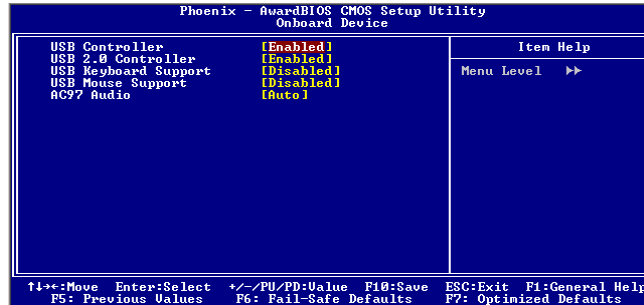 Phoenix - AwardBIOS CMOS Setup Utility
Onboard Device
USB Controller [Enabled]
USB 2.0 Controller [Enabled]
USB Keyboard Support [Disabled]
USB Mouse Support [Disabled]
AC97 Audio [Auto]
Item Help
Menu Level ▸▸
↑↓→←:Move Enter:Select +/-/PU/PD:Value F10:Save ESC:Exit F1:General Help
F5: Previous Values F6: Fail-Safe Defaults F7: Optimized Defaults